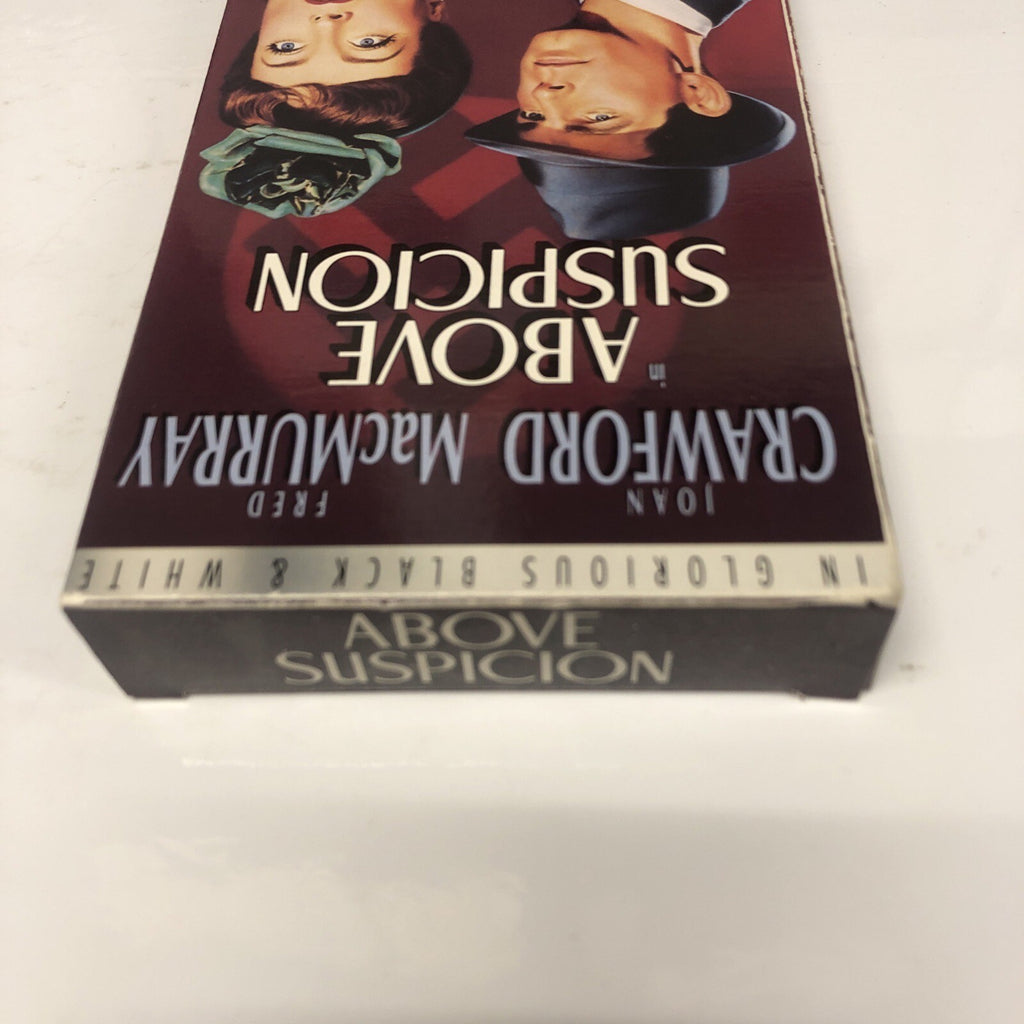 IN GLORIOUS BLACK & WHITE
JOAN FRED
CRAWFORD MacMURRAY
in
ABOVE
SUSPICION
ABOVE
SUSPICION